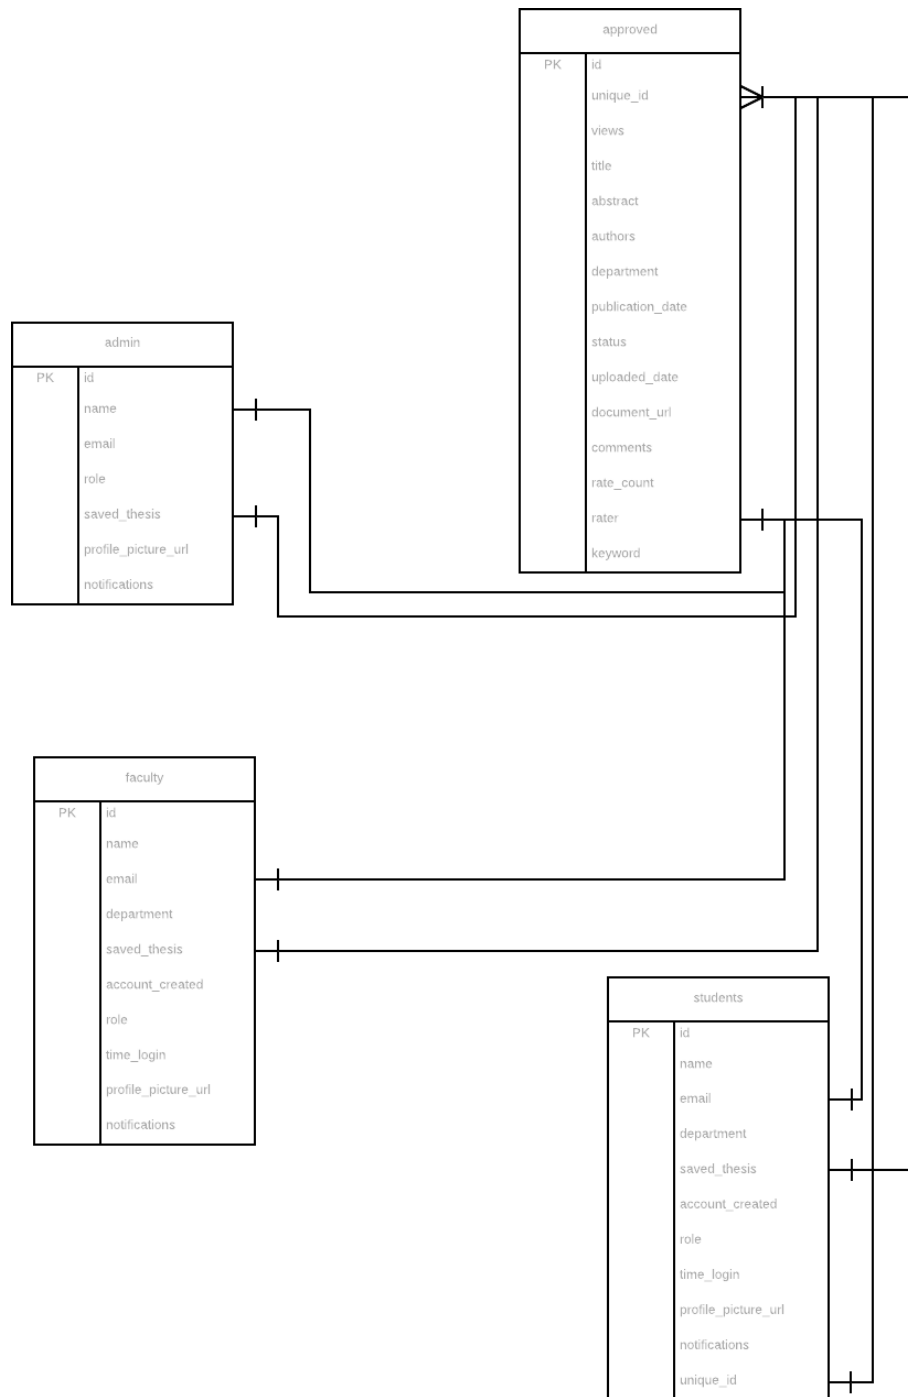 approved
PK id
unique_id
views
title
abstract
authors
department
publication_date
status
uploaded_date
document_url
comments
rate_count
rater
keyword
admin
PK id
name
email
role
saved_thesis
profile_picture_url
notifications
faculty
PK id
name
email
department
saved_thesis
account_created
role
time_login
profile_picture_url
notifications
students
PK id
name
email
department
saved_thesis
account_created
role
time_login
profile_picture_url
notifications
unique_id